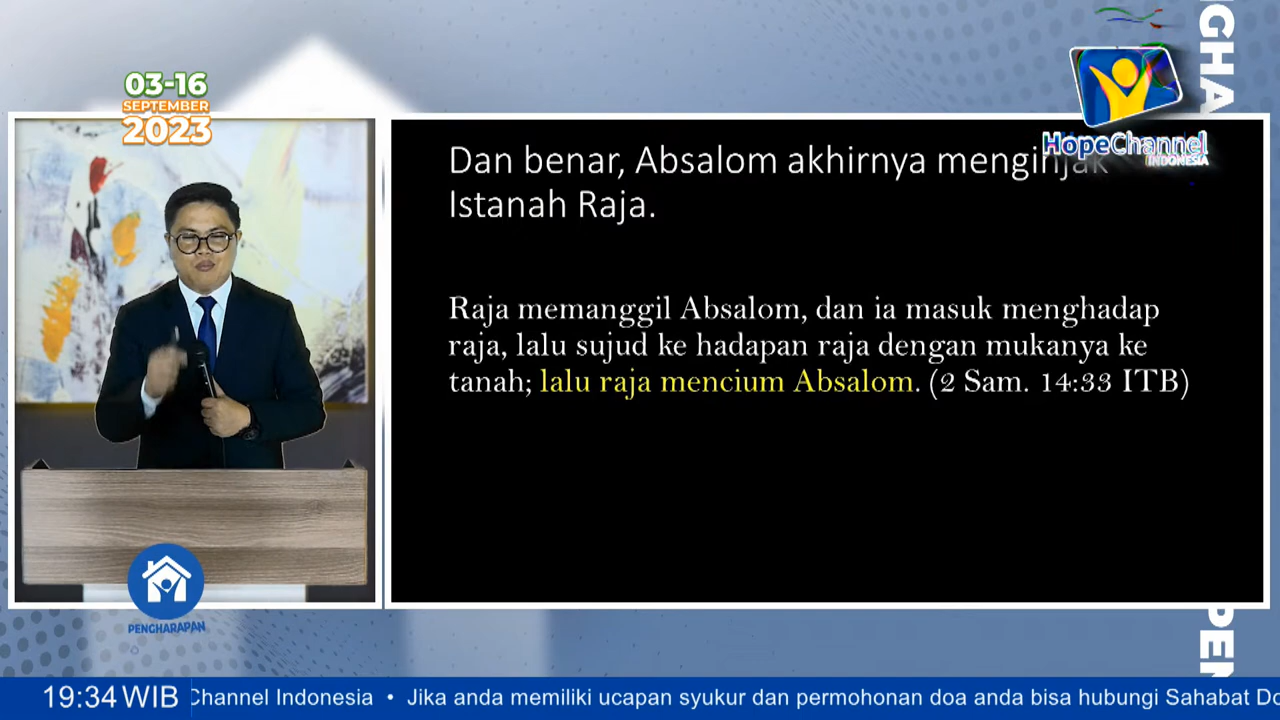 03-16
SEPTEMBER
2023
HopeChannel
INDONESIA
Dan benar, Absalom akhirnya menginjak
Istanah Raja.
Raja memanggil Absalom, dan ia masuk menghadap
raja, lalu sujud ke hadapan raja dengan mukanya ke
tanah; lalu raja mencium Absalom. (2 Sam. 14:33 ITB)
PENGHARAPAN
19:34 WIB
Channel Indonesia • Jika anda memiliki ucapan syukur dan permohonan doa anda bisa hubungi Sahabat Do